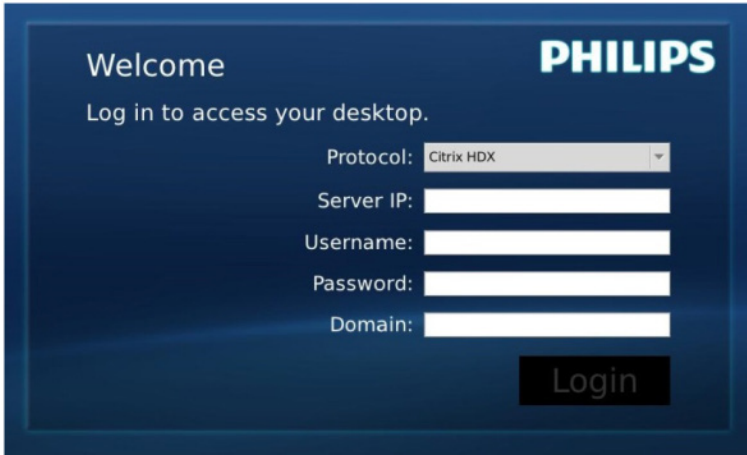 PHILIPS
Welcome
Log in to access your desktop.
Protocol: Citrix HDX
Server IP:
Username:
Password:
Domain:
Login